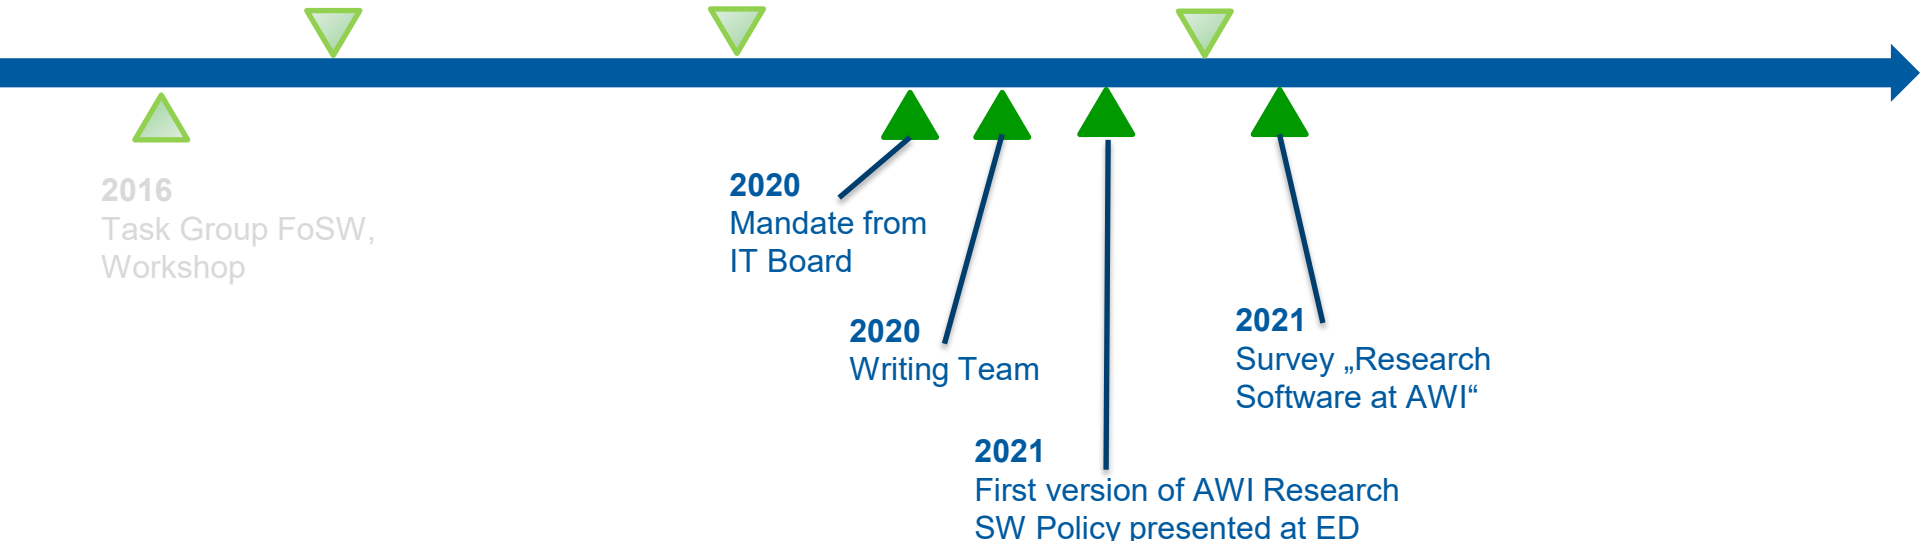 2016
Task Group FoSW,
Workshop
2020
Mandate from
IT Board
2020
Writing Team
2021
First version of AWI Research
SW Policy presented at ED
2021
Survey „Research
Software at AWI“